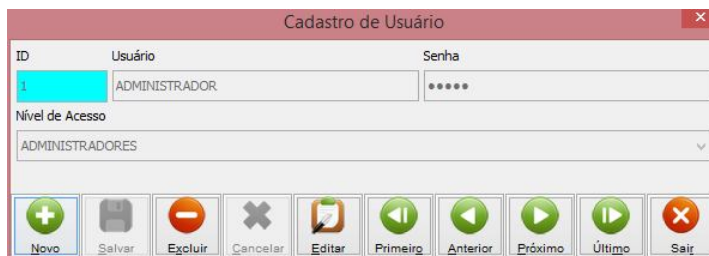 Cadastro de Usuário
ID Usuário Senha
1 ADMINISTRADOR •••••
Nível de Acesso
ADMINISTRADORES
Novo Salvar Excluir Cancelar Editar Primeiro Anterior Próximo Último Sair